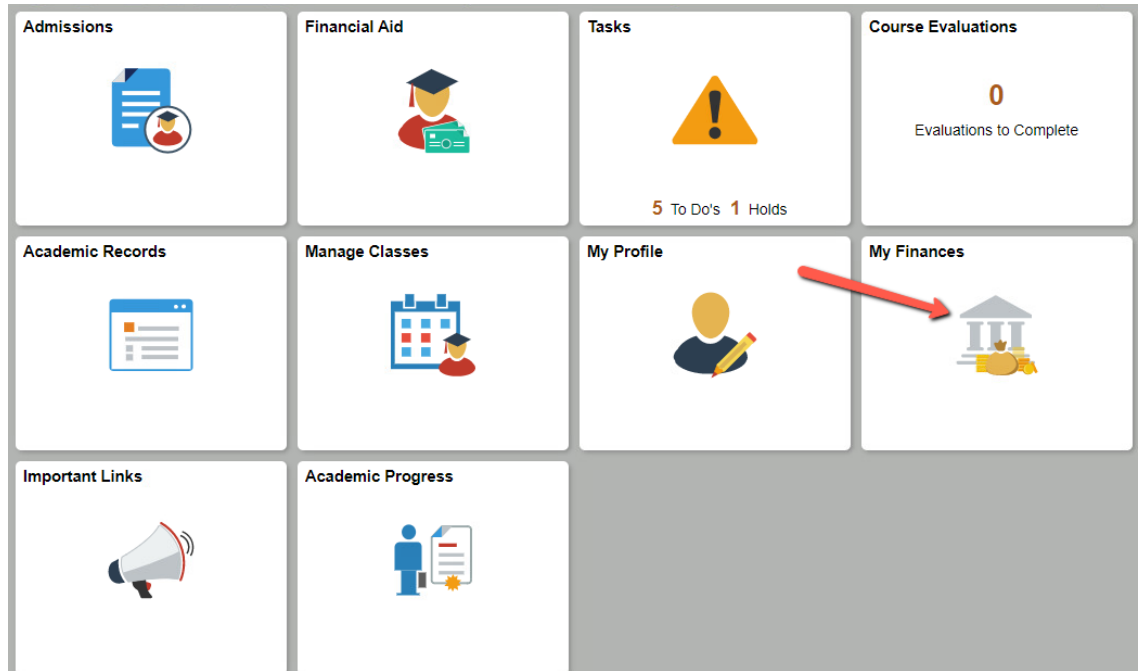 Admissions
Financial Aid
Tasks
Course Evaluations
0
Evaluations to Complete
5 To Do's 1 Holds
Academic Records
Manage Classes
My Profile
My Finances
Important Links
Academic Progress